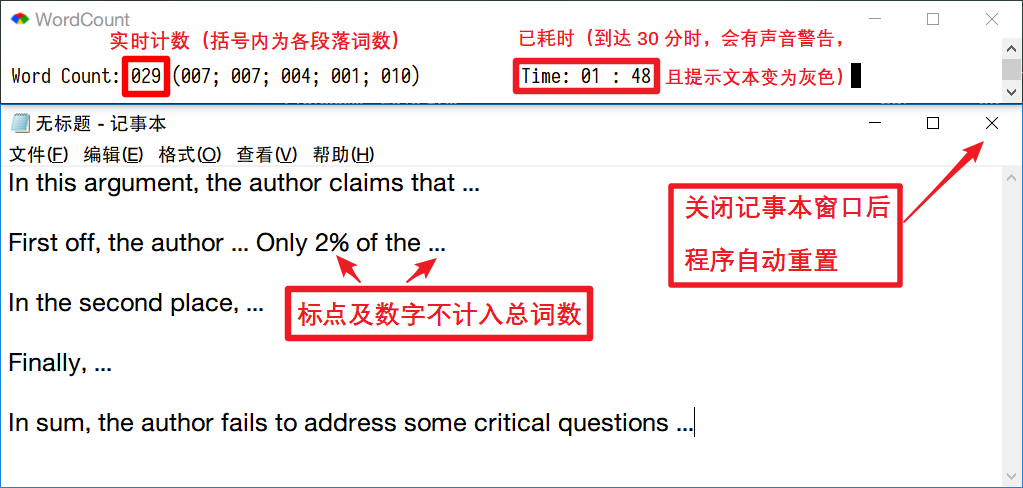 WordCount
实时计数（括号内为各段落词数）
已耗时（到达 30 分时，会有声音警告，
Word Count: 029 (007; 007; 004; 001; 010)
Time: 01 : 48
且提示文本变为灰色）
无标题 - 记事本
文件(F) 编辑(E) 格式(O) 查看(V) 帮助(H)
In this argument, the author claims that ...
关闭记事本窗口后
程序自动重置
First off, the author ... Only 2% of the ...
标点及数字不计入总词数
In the second place, ...
Finally, ...
In sum, the author fails to address some critical questions ...